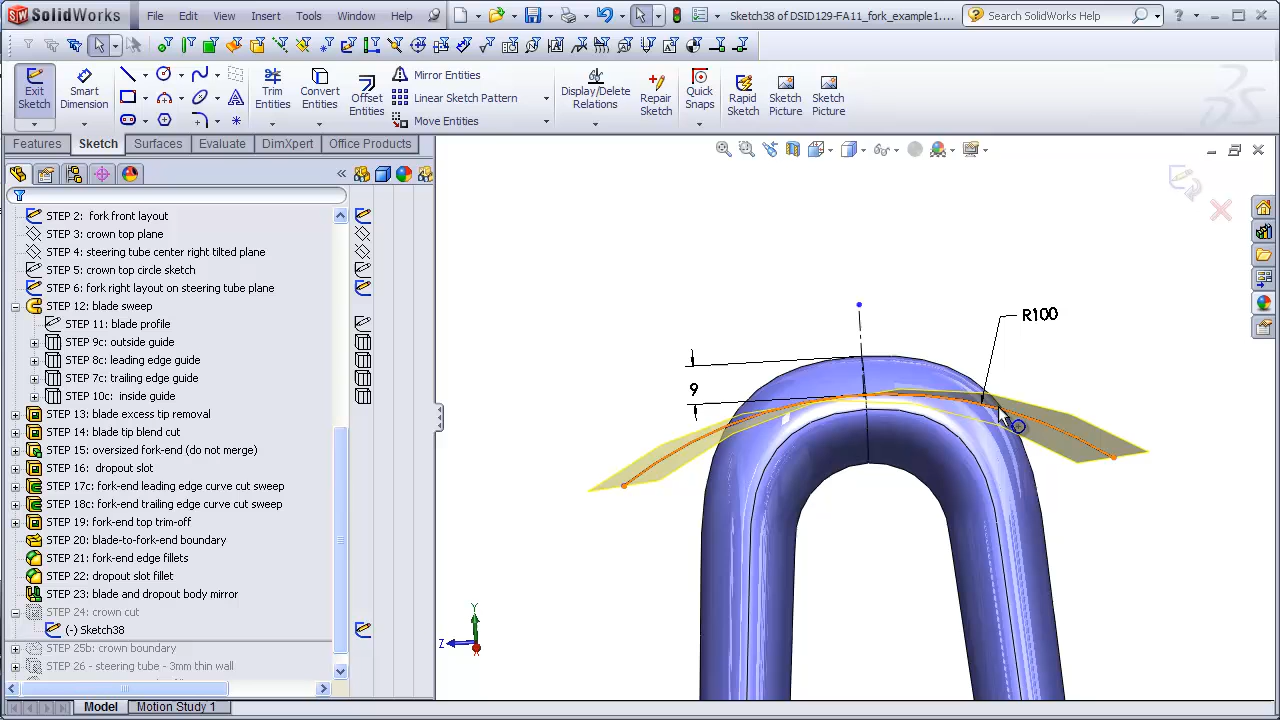 SolidWorks File Edit View Insert Tools Window Help Sketch38 of DSID129-FA11_fork_example1.... Search SolidWorks Help
Exit Sketch
Smart Dimension
Trim Entities
Convert Entities
Offset Entities
Mirror Entities
Linear Sketch Pattern
Move Entities
Display/Delete Relations
Repair Sketch
Quick Snaps
Rapid Sketch
Sketch Picture
Sketch Picture
Features Sketch Surfaces Evaluate DimXpert Office Products
STEP 2: fork front layout
STEP 3: crown top plane
STEP 4: steering tube center right tilted plane
STEP 5: crown top circle sketch
STEP 6: fork right layout on steering tube plane
STEP 12: blade sweep
STEP 11: blade profile
STEP 9c: outside guide
STEP 8c: leading edge guide
STEP 7c: trailing edge guide
STEP 10c: inside guide
STEP 13: blade excess tip removal
STEP 14: blade tip blend cut
STEP 15: oversized fork-end (do not merge)
STEP 16: dropout slot
STEP 17c: fork-end leading edge curve cut sweep
STEP 18c: fork-end trailing edge curve cut sweep
STEP 19: fork-end top trim-off
STEP 20: blade-to-fork-end boundary
STEP 21: fork-end edge fillets
STEP 22: dropout slot fillet
STEP 23: blade and dropout body mirror
STEP 24: crown cut
(-) Sketch38
STEP 25b: crown boundary
STEP 26 - steering tube - 3mm thin wall
R100
9
Y
Z
Model Motion Study 1